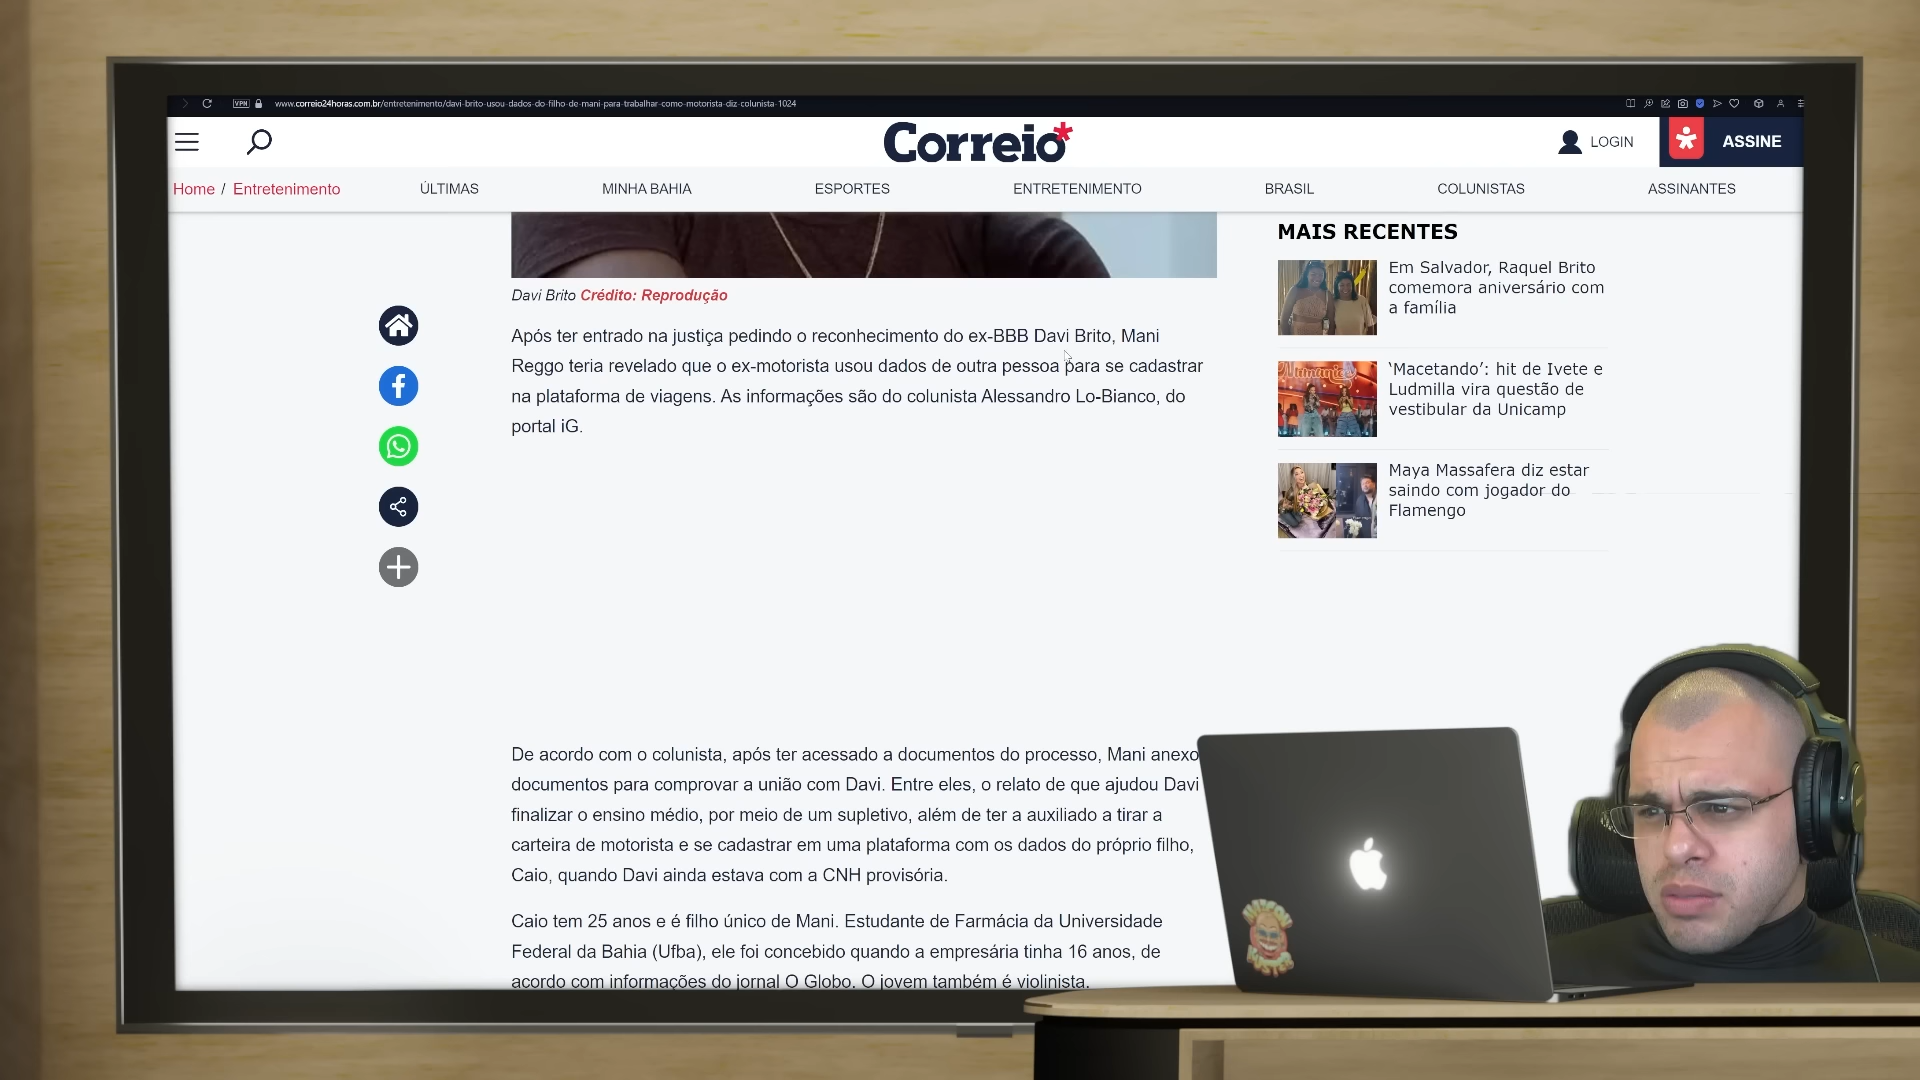 VPN
www.correio24horas.com.br/entretenimento/davi-brito-usou-dados-do-filho-de-mani-para-trabalhar-como-motorista-diz-colunista-1024
Correio*
LOGIN
ASSINE
Home / Entretenimento
ÚLTIMAS
MINHA BAHIA
ESPORTES
ENTRETENIMENTO
BRASIL
COLUNISTAS
ASSINANTES
Davi Brito Crédito: Reprodução
Após ter entrado na justiça pedindo o reconhecimento do ex-BBB Davi Brito, Mani
Reggo teria revelado que o ex-motorista usou dados de outra pessoa para se cadastrar
na plataforma de viagens. As informações são do colunista Alessandro Lo-Bianco, do
portal iG.
De acordo com o colunista, após ter acessado a documentos do processo, Mani anexo
documentos para comprovar a união com Davi. Entre eles, o relato de que ajudou Davi
finalizar o ensino médio, por meio de um supletivo, além de ter a auxiliado a tirar a
carteira de motorista e se cadastrar em uma plataforma com os dados do próprio filho,
Caio, quando Davi ainda estava com a CNH provisória.
Caio tem 25 anos e é filho único de Mani. Estudante de Farmácia da Universidade
Federal da Bahia (Ufba), ele foi concebido quando a empresária tinha 16 anos, de
acordo com informações do jornal O Globo. O jovem também é violinista.
MAIS RECENTES
Em Salvador, Raquel Brito
comemora aniversário com
a família
‘Macetando’: hit de Ivete e
Ludmilla vira questão de
vestibular da Unicamp
Maya Massafera diz estar
saindo com jogador do
Flamengo